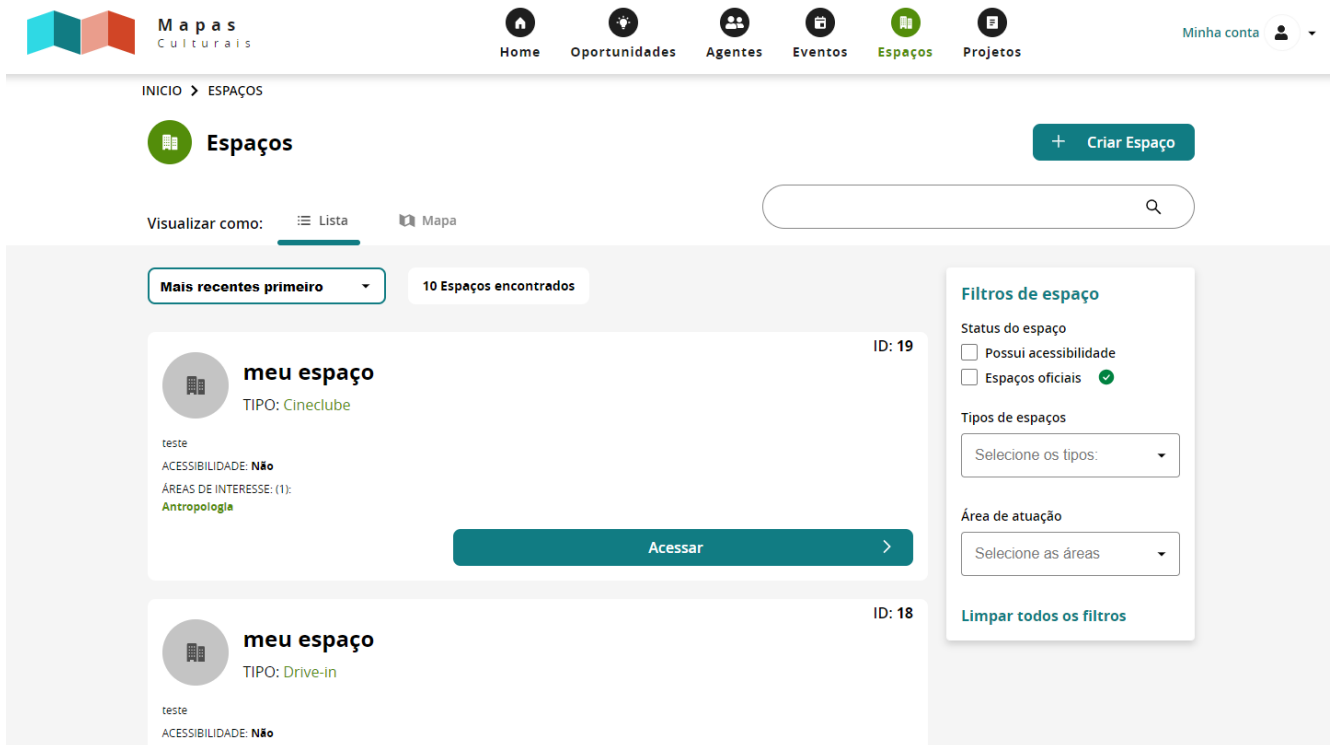 Mapas
Culturais
Home
Oportunidades
Agentes
Eventos
Espaços
Projetos
Minha conta
INICIO > ESPAÇOS
Espaços
+ Criar Espaço
Visualizar como:
Lista
Mapa
Mais recentes primeiro
10 Espaços encontrados
ID: 19
meu espaço
TIPO: Cineclube
teste
ACESSIBILIDADE: Não
ÁREAS DE INTERESSE: (1):
Antropologia
Acessar
ID: 18
meu espaço
TIPO: Drive-in
teste
ACESSIBILIDADE: Não
Filtros de espaço
Status do espaço
Possui acessibilidade
Espaços oficiais
Tipos de espaços
Selecione os tipos:
Área de atuação
Selecione as áreas
Limpar todos os filtros